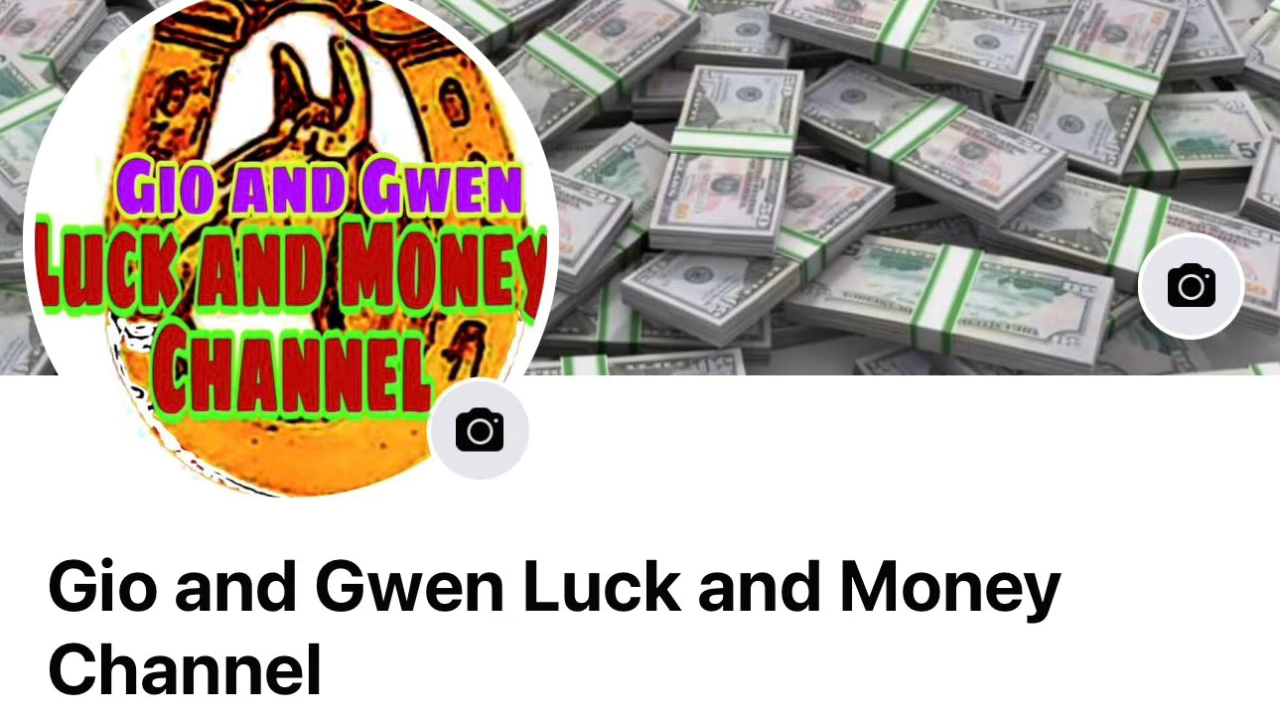 GIO AND GWEN
LUCK AND MONEY
CHANNEL
Gio and Gwen Luck and Money
Channel